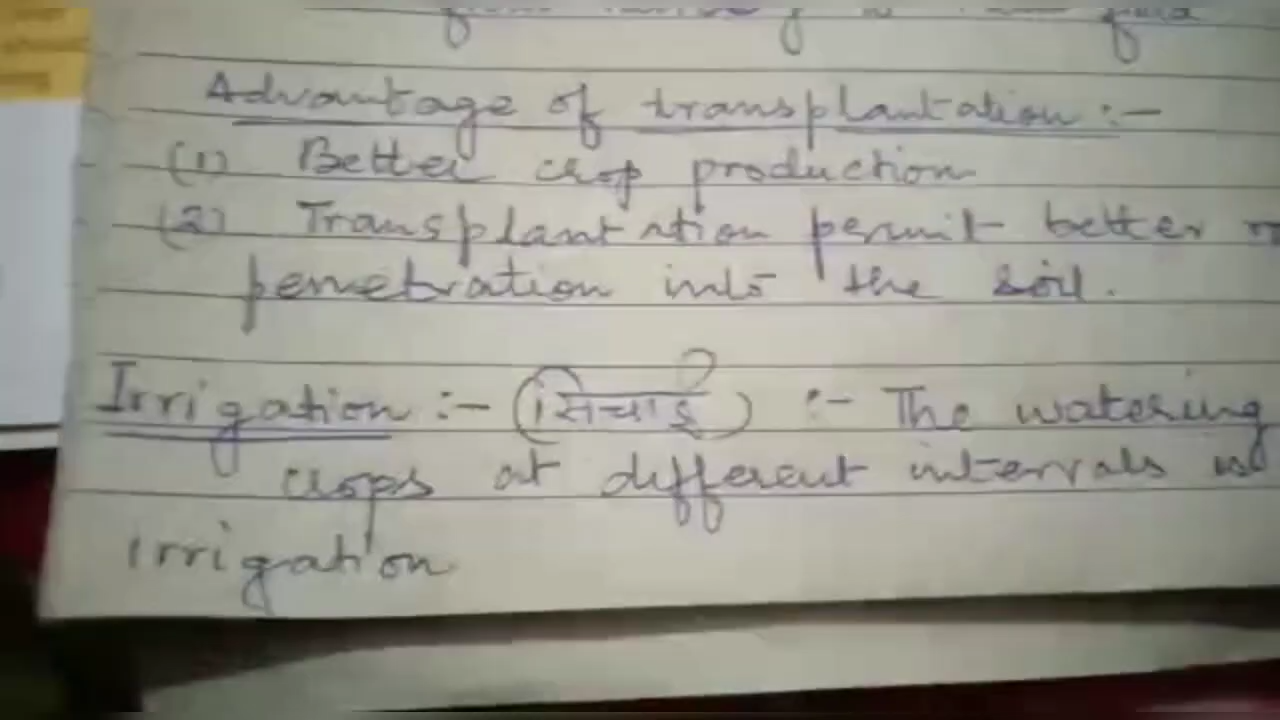 Advantage of transplantation :-
(1) Better crop production
(2) Transplantation permit better
penetration into the soil.
Irrigation :- (सिंचाई) :- The watering
crops at different intervals is
irrigation